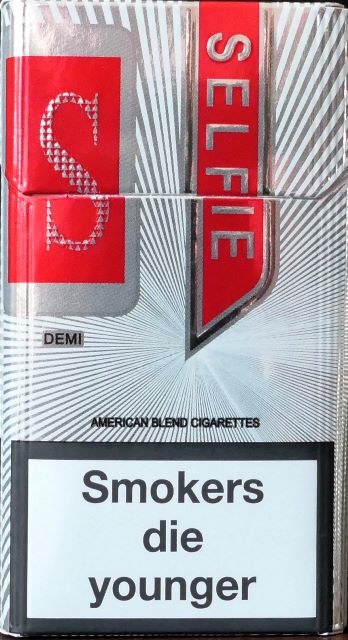 S
SELFIE
DEMI
AMERICAN BLEND CIGARETTES
Smokers
die
younger